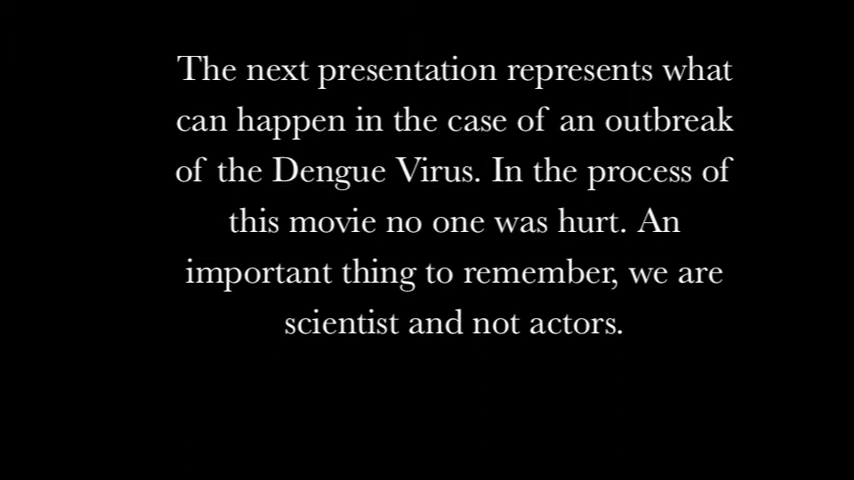 The next presentation represents what
can happen in the case of an outbreak
of the Dengue Virus. In the process of
this movie no one was hurt. An
important thing to remember, we are
scientist and not actors.